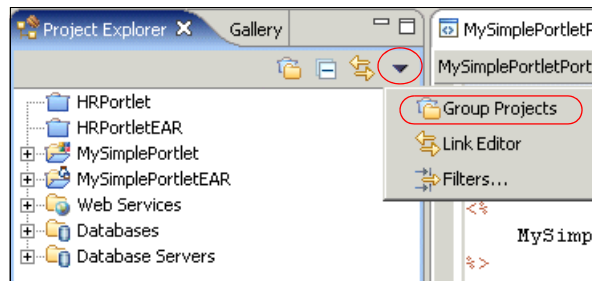 Project Explorer Gallery
MySimplePortletP
MySimplePortletPort
HRPortlet
HRPortletEAR
MySimplePortlet
MySimplePortletEAR
Web Services
Databases
Database Servers
Group Projects
Link Editor
Filters...
<%
MySimp
%>